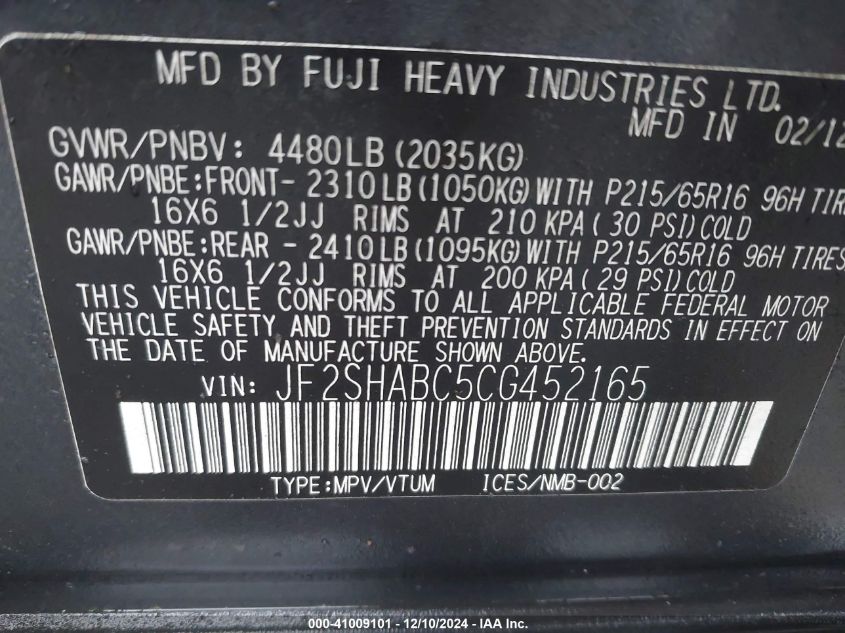 MFD BY FUJI HEAVY INDUSTRIES LTD.
MFD IN 02/12
GVWR/PNBV: 4480LB(2035KG)
GAWR/PNBE:FRONT- 2310LB(1050KG)WITH P215/65R16 96H TIRE
16X6 1/2JJ RIMS AT 210 KPA(30 PSI)COLD
GAWR/PNBE:REAR - 2410LB(1095KG)WITH P215/65R16 96H TIRES
16X6 1/2JJ RIMS AT 200 KPA(29 PSI)COLD
THIS VEHICLE CONFORMS TO ALL APPLICABLE FEDERAL MOTOR
VEHICLE SAFETY AND THEFT PREVENTION STANDARDS IN EFFECT ON
THE DATE OF MANUFACTURE SHOWN ABOVE.
VIN: JF2SHABC5CG452165
TYPE:MPV/VTUM ICES/NMB-002
000-41009101 - 12/10/2024 - IAA Inc.